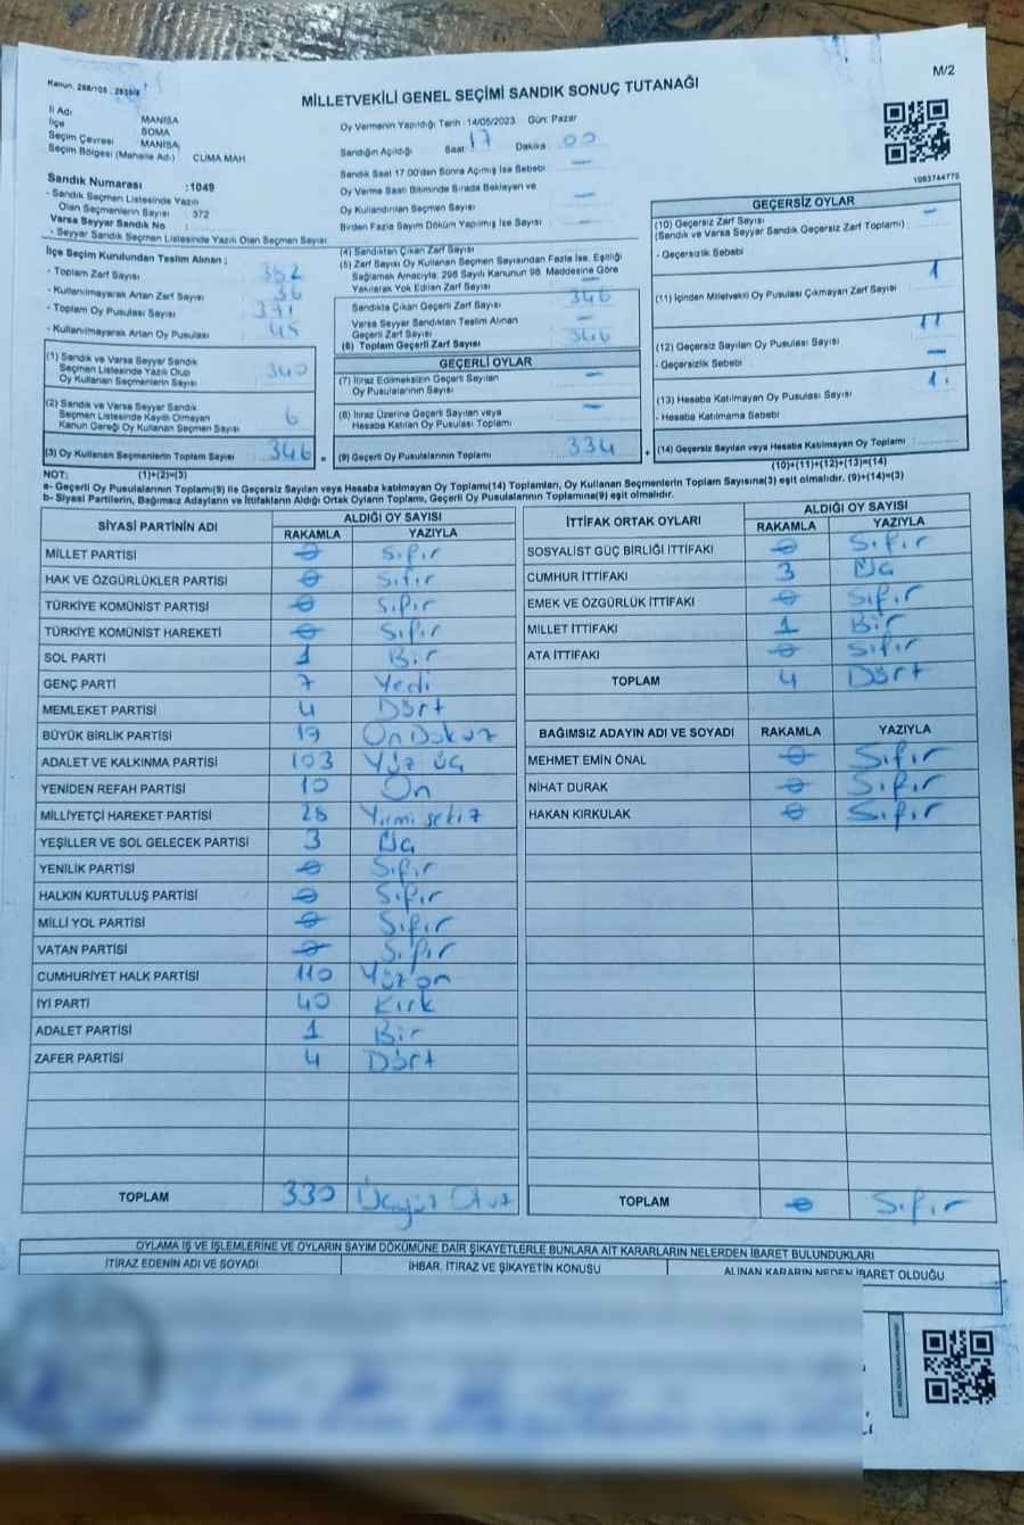 M/2
MİLLETVEKİLİ GENEL SEÇİMİ SANDIK SONUÇ TUTANAĞI
İl Adı MANİSA
İlçe SOMA
Seçim Çevresi MANİSA
Seçim Bölgesi (Mahalle Adı) CUMA MAH
Sandık Numarası :1049
- Sandık Seçmen Listesinde Yazılı
Olan Seçmenlerin Sayısı 372
Varsa Seyyar Sandık No :
- Seyyar Sandık Seçmen Listesinde Yazılı Olan Seçmen Sayısı
Oy Vermenin Yapıldığı Tarih :14/05/2023 Gün: Pazar
Sandığın Açıldığı Saat 17 Dakika 00
Sandık Saat 17.00'den Sonra Açılmış İse Sebebi —
Oy Verme Saati Bitiminde Sırada Bekleyen ve
Oy Kullandırılan Seçmen Sayısı —
Birden Fazla Sayım Döküm Yapılmış İse Sayısı —
1083744775
İlçe Seçim Kurulundan Teslim Alınan :
- Toplam Zarf Sayısı 382
- Kullanılmayarak Artan Zarf Sayısı 36
- Toplam Oy Pusulası Sayısı 391
- Kullanılmayarak Artan Oy Pusulası 45
(1) Sandık ve Varsa Seyyar Sandık
Seçmen Listesinde Yazılı Olup
Oy Kullanan Seçmenlerin Sayısı 340
(2) Sandık ve Varsa Seyyar Sandık
Seçmen Listesinde Kayıtlı Olmayan
Kanun Gereği Oy Kullanan Seçmen Sayısı 6
(3) Oy Kullanan Seçmenlerin Toplam Sayısı 346 =
(4) Sandıktan Çıkan Zarf Sayısı
(5) Zarf Sayısı Oy Kullanan Seçmen Sayısından Fazla İse, Eşitliği
Sağlamak Amacıyla, 298 Sayılı Kanunun 98. Maddesine Göre
Yakılarak Yok Edilen Zarf Sayısı —
Sandıkta Çıkan Geçerli Zarf Sayısı 346
Varsa Seyyar Sandıktan Teslim Alınan
Geçerli Zarf Sayısı —
(6) Toplam Geçerli Zarf Sayısı 346
GEÇERLİ OYLAR
(7) İtiraz Edilmeksizin Geçerli Sayılan
Oy Pusulalarının Sayısı —
(8) İtiraz Üzerine Geçerli Sayılan veya
Hesaba Katılan Oy Pusulası Toplamı —
(9) Geçerli Oy Pusulalarının Toplamı 334 +
GEÇERSİZ OYLAR
(10) Geçersiz Zarf Sayısı —
(Sandık ve Varsa Seyyar Sandık Geçersiz Zarf Toplamı)
- Geçersizlik Sebebi
(11) İçinden Milletvekili Oy Pusulası Çıkmayan Zarf Sayısı 1
(12) Geçersiz Sayılan Oy Pusulası Sayısı 11
- Geçersizlik Sebebi —
(13) Hesaba Katılmayan Oy Pusulası Sayısı
- Hesaba Katılmama Sebebi
(14) Geçersiz Sayılan veya Hesaba Katılmayan Oy Toplamı
(10)+(11)+(12)+(13)=(14)
NOT: (1)+(2)=(3)
a- Geçerli Oy Pusulalarının Toplamı(9) ile Geçersiz Sayılan veya Hesaba katılmayan Oy Toplamı(14) Toplamları, Oy Kullanan Seçmenlerin Toplam Sayısına(3) eşit olmalıdır. (9)+(14)=(3)
b- Siyasi Partilerin, Bağımsız Adayların ve İttifakların Aldığı Ortak Oyların Toplamı, Geçerli Oy Pusulalarının Toplamına(9) eşit olmalıdır.
SİYASİ PARTİNİN ADI ALDIĞI OY SAYISI
RAKAMLA YAZIYLA
MİLLET PARTİSİ 0 Sıfır
HAK VE ÖZGÜRLÜKLER PARTİSİ 0 Sıfır
TÜRKİYE KOMÜNİST PARTİSİ 0 Sıfır
TÜRKİYE KOMÜNİST HAREKETİ 0 Sıfır
SOL PARTİ 1 Bir
GENÇ PARTİ 7 Yedi
MEMLEKET PARTİSİ 4 Dört
BÜYÜK BİRLİK PARTİSİ 19 On Dokuz
ADALET VE KALKINMA PARTİSİ 103 Yüz üç
YENİDEN REFAH PARTİSİ 10 On
MİLLİYETÇİ HAREKET PARTİSİ 28 Yirmi sekiz
YEŞİLLER VE SOL GELECEK PARTİSİ 3 Üç
YENİLİK PARTİSİ 0 Sıfır
HALKIN KURTULUŞ PARTİSİ 0 Sıfır
MİLLİ YOL PARTİSİ 0 Sıfır
VATAN PARTİSİ 0 Sıfır
CUMHURİYET HALK PARTİSİ 110 Yüz on
İYİ PARTİ 40 Kırk
ADALET PARTİSİ 1 Bir
ZAFER PARTİSİ 4 Dört
TOPLAM 330 Üçyüz Otuz
İTTİFAK ORTAK OYLARI ALDIĞI OY SAYISI
RAKAMLA YAZIYLA
SOSYALİST GÜÇ BİRLİĞİ İTTİFAKI 0 Sıfır
CUMHUR İTTİFAKI 3 Üç
EMEK VE ÖZGÜRLÜK İTTİFAKI 0 Sıfır
MİLLET İTTİFAKI 1 Bir
ATA İTTİFAKI 0 Sıfır
TOPLAM 4 Dört
BAĞIMSIZ ADAYIN ADI VE SOYADI RAKAMLA YAZIYLA
MEHMET EMİN ÖNAL 0 Sıfır
NİHAT DURAK 0 Sıfır
HAKAN KIRKULAK 0 Sıfır
TOPLAM 0 Sıfır
OYLAMA İŞ VE İŞLEMLERİNE VE OYLARIN SAYIM DÖKÜMÜNE DAİR ŞİKAYETLERLE BUNLARA AİT KARARLARIN NELERDEN İBARET BULUNDUKLARI
İTİRAZ EDENİN ADI VE SOYADI İHBAR, İTİRAZ VE ŞİKAYETİN KONUSU ALINAN KARARIN NEDEN İBARET OLDUĞU